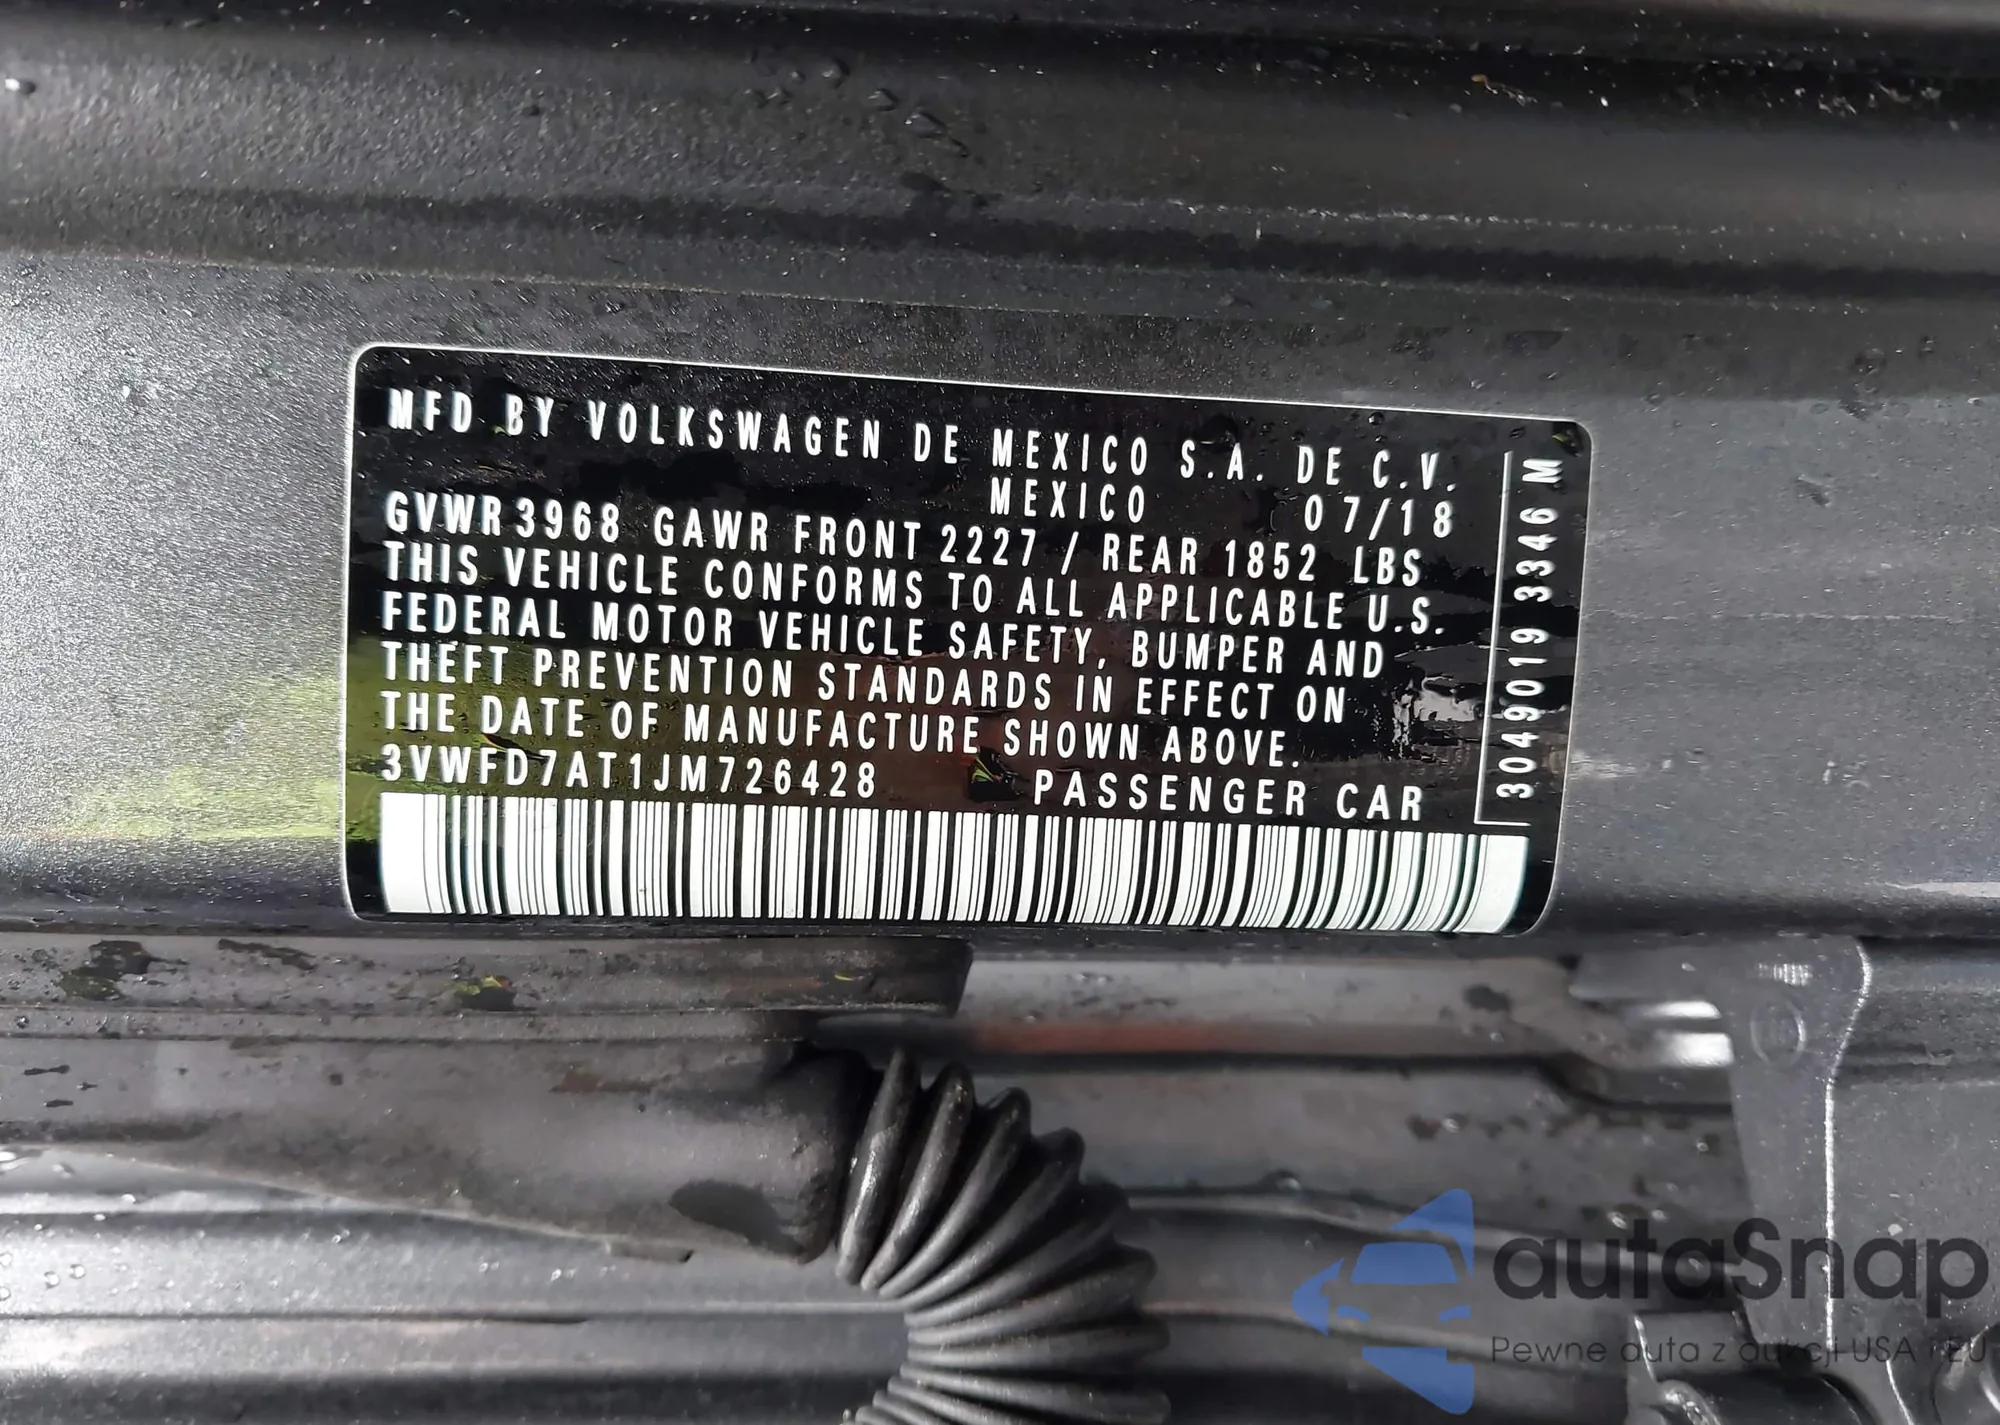 MFD BY VOLKSWAGEN DE MEXICO S.A. DE C.V.
MEXICO 07/18
GVWR 3968 GAWR FRONT 2227 / REAR 1852 LBS
THIS VEHICLE CONFORMS TO ALL APPLICABLE U.S.
FEDERAL MOTOR VEHICLE SAFETY, BUMPER AND
THEFT PREVENTION STANDARDS IN EFFECT ON
THE DATE OF MANUFACTURE SHOWN ABOVE.
3VWFD7AT1JM726428 PASSENGER CAR
3049019 3346 M
autaSnap
Pewne auta z aukcji USA i EU